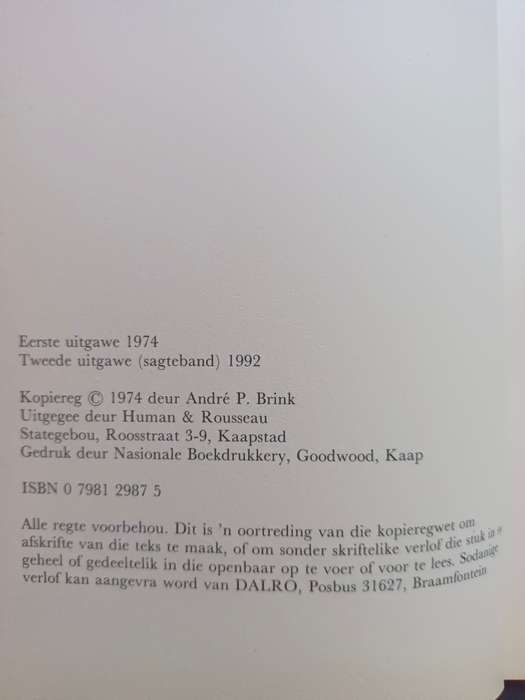 Eerste uitgawe 1974
Tweede uitgawe (sagteband) 1992
Kopiereg © 1974 deur André P. Brink
Uitgegee deur Human & Rousseau
Stategebou, Roosstraat 3-9, Kaapstad
Gedruk deur Nasionale Boekdrukkery, Goodwood, Kaap
ISBN 0 7981 2987 5
Alle regte voorbehou. Dit is 'n oortreding van die kopieregwet om
afskrifte van die teks te maak, of om sonder skriftelike verlof die stuk in
geheel of gedeeltelik in die openbaar op te voer of voor te lees. Sodanige
verlof kan aangevra word van DALRO, Posbus 31627, Braamfontein